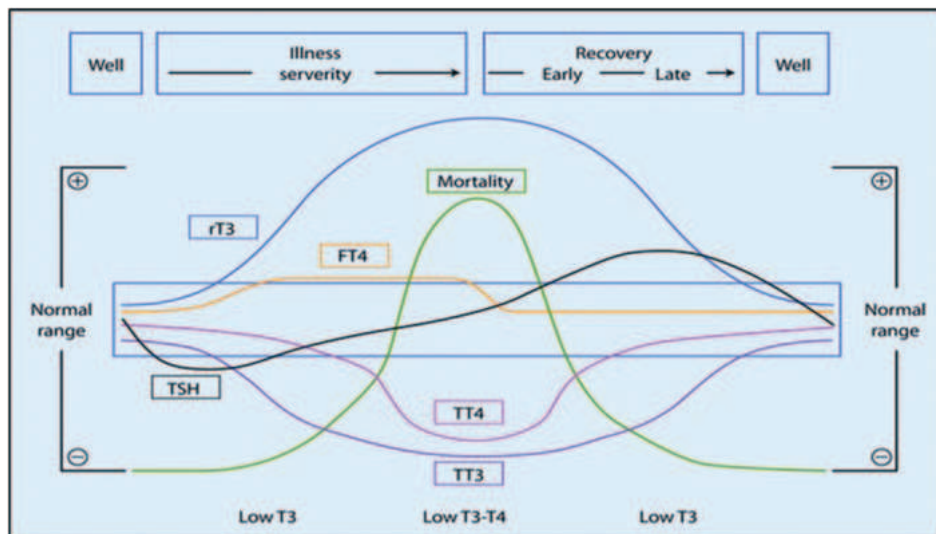 Well
Illness
serverity
Recovery
Early
Late
Well
+
+
Mortality
rT3
FT4
Normal
range
Normal
range
TSH
TT4
TT3
−
−
Low T3
Low T3-T4
Low T3